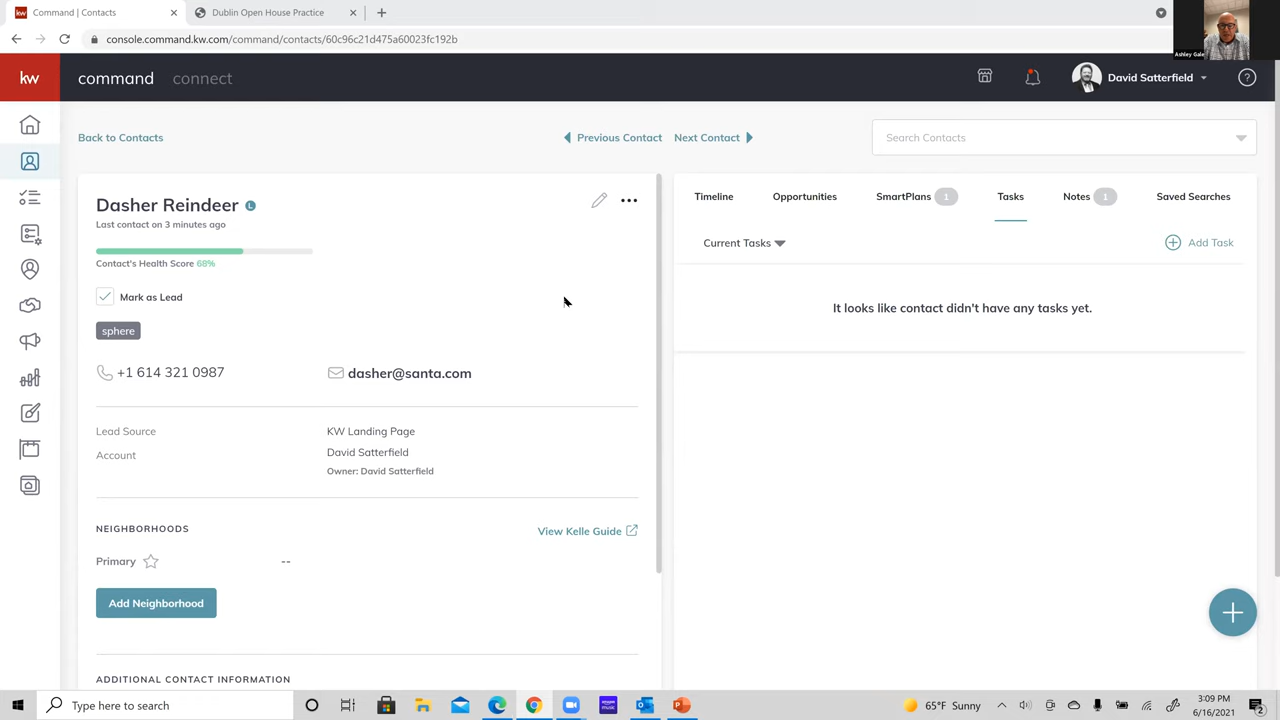 Command | Contacts
Dublin Open House Practice
console.command.kw.com/command/contacts/60c96c21d475a60023fc192b
Ashley Gale
kw
command
connect
David Satterfield
Back to Contacts
Previous Contact
Next Contact
Search Contacts
Dasher Reindeer L
Last contact on 3 minutes ago
Contact's Health Score 68%
Mark as Lead
sphere
+1 614 321 0987
dasher@santa.com
Lead Source
KW Landing Page
Account
David Satterfield
Owner: David Satterfield
NEIGHBORHOODS
View Kelle Guide
Primary
--
Add Neighborhood
ADDITIONAL CONTACT INFORMATION
Timeline
Opportunities
SmartPlans 1
Tasks
Notes 1
Saved Searches
Current Tasks
Add Task
It looks like contact didn't have any tasks yet.
Type here to search
65°F Sunny
3:09 PM
6/16/2021
2